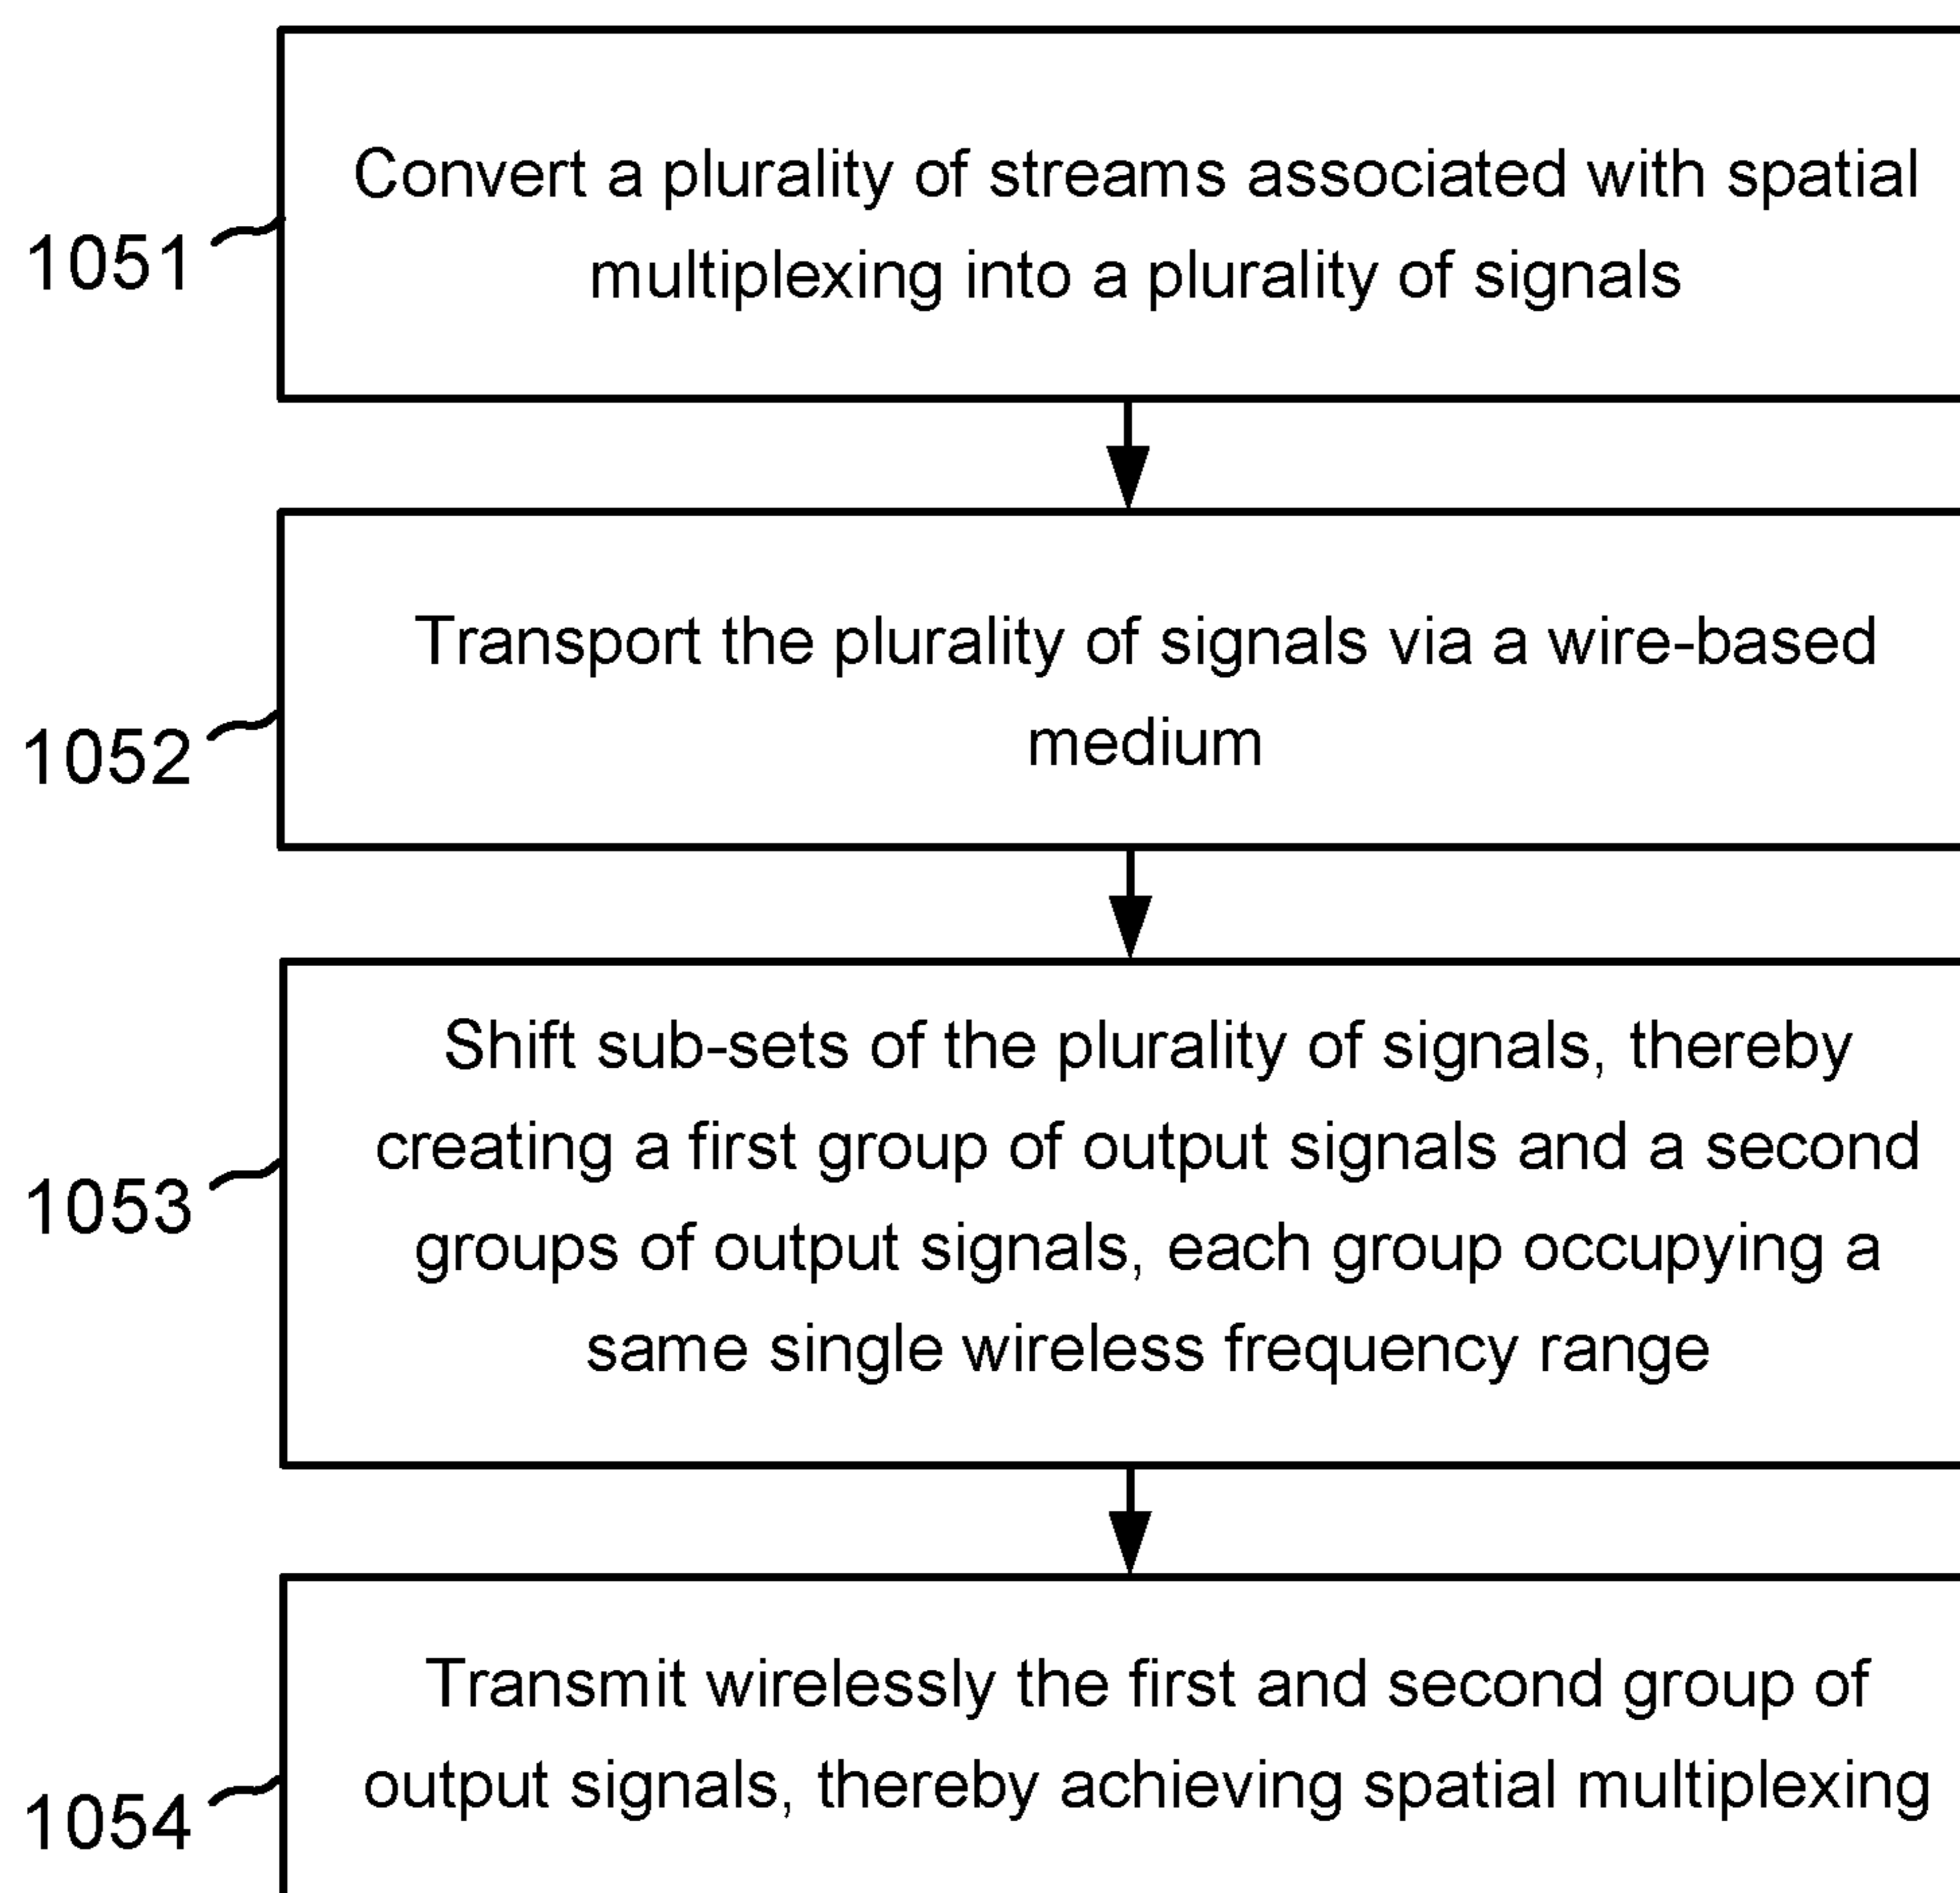 Convert a plurality of streams associated with spatial
multiplexing into a plurality of signals
1051
Transport the plurality of signals via a wire-based
medium
1052
Shift sub-sets of the plurality of signals, thereby
creating a first group of output signals and a second
groups of output signals, each group occupying a
same single wireless frequency range
1053
Transmit wirelessly the first and second group of
output signals, thereby achieving spatial multiplexing
1054